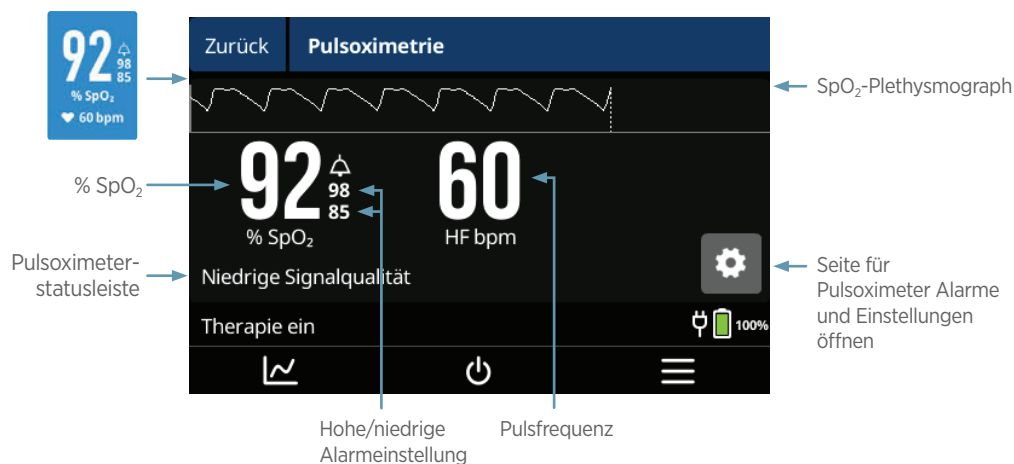 92
98
85
% SpO₂
60 bpm
Zurück
Pulsoximetrie
SpO₂-Plethysmograph
% SpO₂
92
98
85
% SpO₂
60
HF bpm
Pulsoximeter-
statusleiste
Niedrige Signalqualität
Seite für
Pulsoximeter Alarme
und Einstellungen
öffnen
Therapie ein
100%
Hohe/niedrige
Alarmeinstellung
Pulsfrequenz